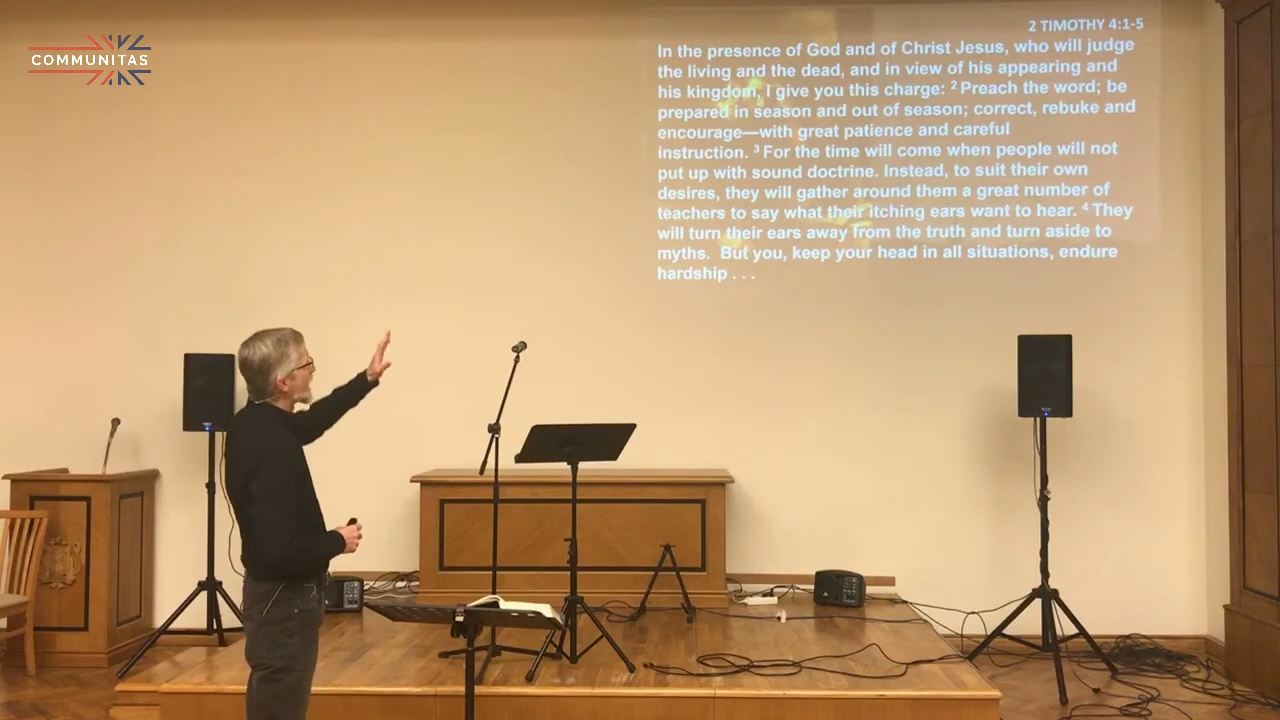 COMMUNITAS
2 TIMOTHY 4:1-5
In the presence of God and of Christ Jesus, who will judge
the living and the dead, and in view of his appearing and
his kingdom, I give you this charge: ² Preach the word; be
prepared in season and out of season; correct, rebuke and
encourage—with great patience and careful
instruction. ³ For the time will come when people will not
put up with sound doctrine. Instead, to suit their own
desires, they will gather around them a great number of
teachers to say what their itching ears want to hear. ⁴ They
will turn their ears away from the truth and turn aside to
myths. But you, keep your head in all situations, endure
hardship . . .